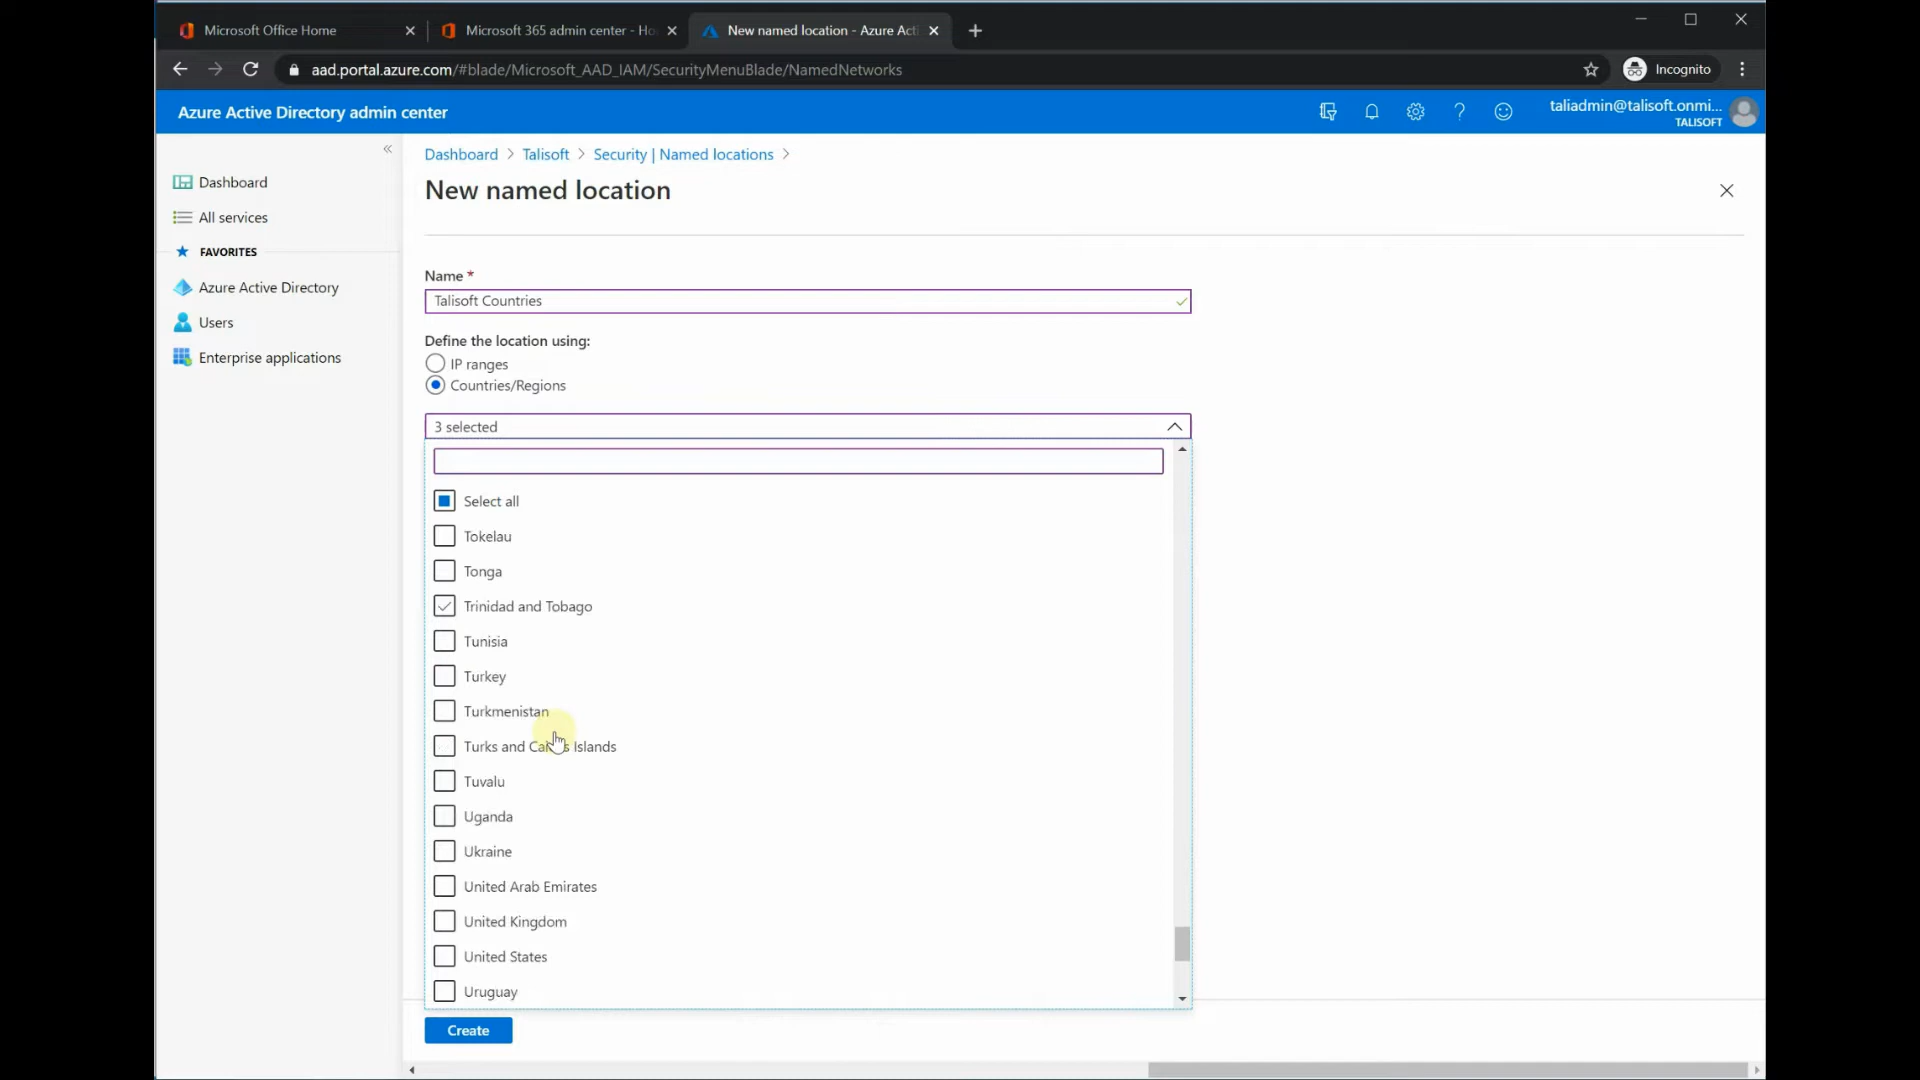 Microsoft Office Home
Microsoft 365 admin center - Ho
New named location - Azure Acti
aad.portal.azure.com/#blade/Microsoft_AAD_IAM/SecurityMenuBlade/NamedNetworks
Incognito
Azure Active Directory admin center
taliadmin@talisoft.onmi...
TALISOFT
Dashboard
All services
FAVORITES
Azure Active Directory
Users
Enterprise applications
Dashboard > Talisoft > Security | Named locations >
New named location
Name *
Talisoft Countries
Define the location using:
IP ranges
Countries/Regions
3 selected
Select all
Tokelau
Tonga
Trinidad and Tobago
Tunisia
Turkey
Turkmenistan
Turks and Caicos Islands
Tuvalu
Uganda
Ukraine
United Arab Emirates
United Kingdom
United States
Uruguay
Create